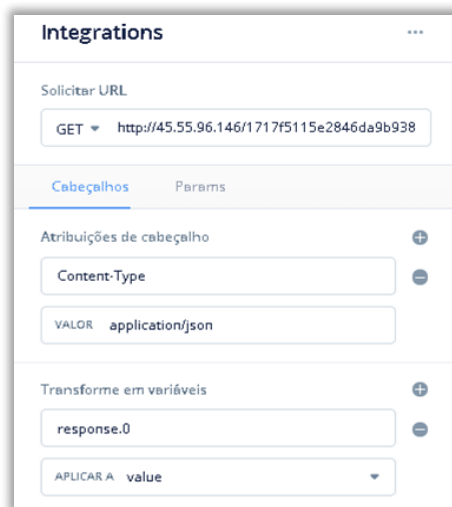 Integrations
Solicitar URL
GET http://45.55.96.146/1717f5115e2846da9b938
Cabeçalhos Params
Atribuições de cabeçalho
Content-Type
VALOR application/json
Transforme em variáveis
response.0
APLICAR A value